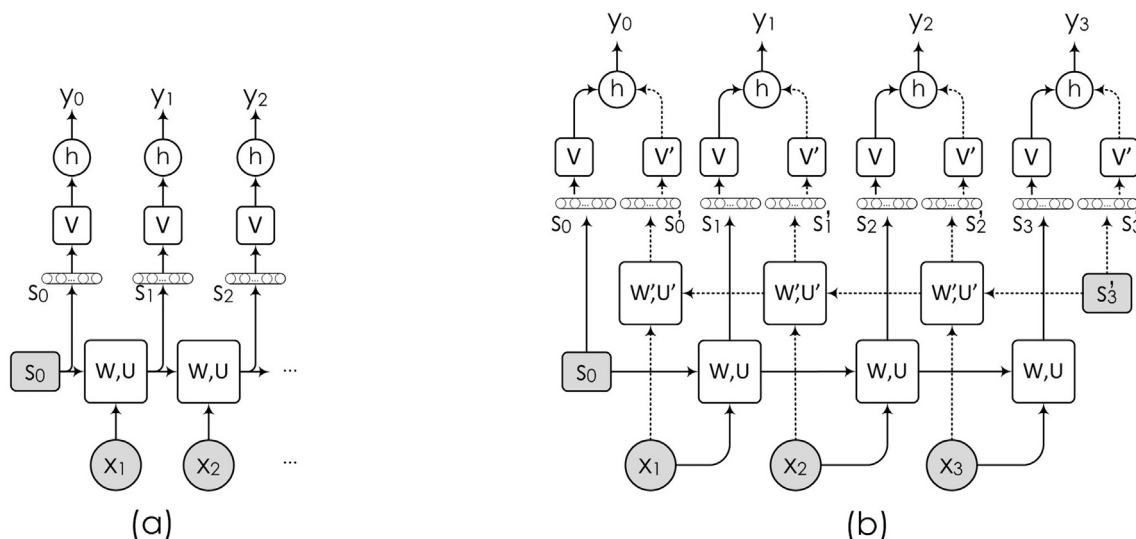 y₀ y₁ y₂
h h h
V V V
... ... ...
s₀ s₁ s₂
s₀ W,U W,U ...
x₁ x₂ ...
(a)
y₀ y₁ y₂ y₃
h h h h
V V' V V' V V' V V'
... ... ... ... ... ... ... ...
s₀ s'₀ s₁ s'₁ s₂ s'₂ s₃ s'₃
W',U' W',U' W',U' s'₃
s₀ W,U W,U W,U
x₁ x₂ x₃
(b)